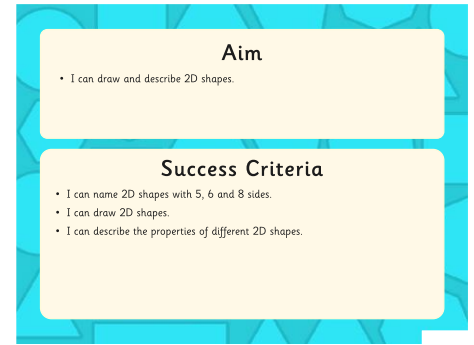 Aim
• I can draw and describe 2D shapes.
Success Criteria
• I can name 2D shapes with 5, 6 and 8 sides.
• I can draw 2D shapes.
• I can describe the properties of different 2D shapes.